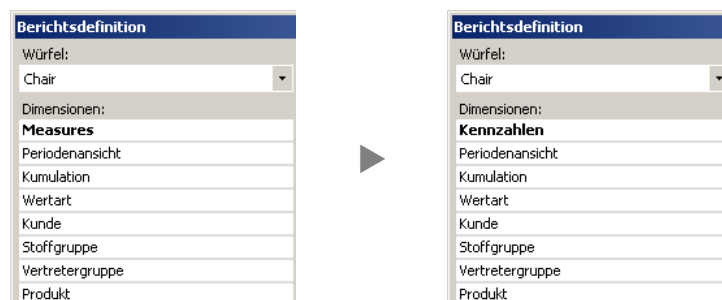 Berichtsdefinition
Würfel:
Chair
Dimensionen:
Measures
Periodenansicht
Kumulation
Wertart
Kunde
Stoffgruppe
Vertretergruppe
Produkt
Berichtsdefinition
Würfel:
Chair
Dimensionen:
Kennzahlen
Periodenansicht
Kumulation
Wertart
Kunde
Stoffgruppe
Vertretergruppe
Produkt